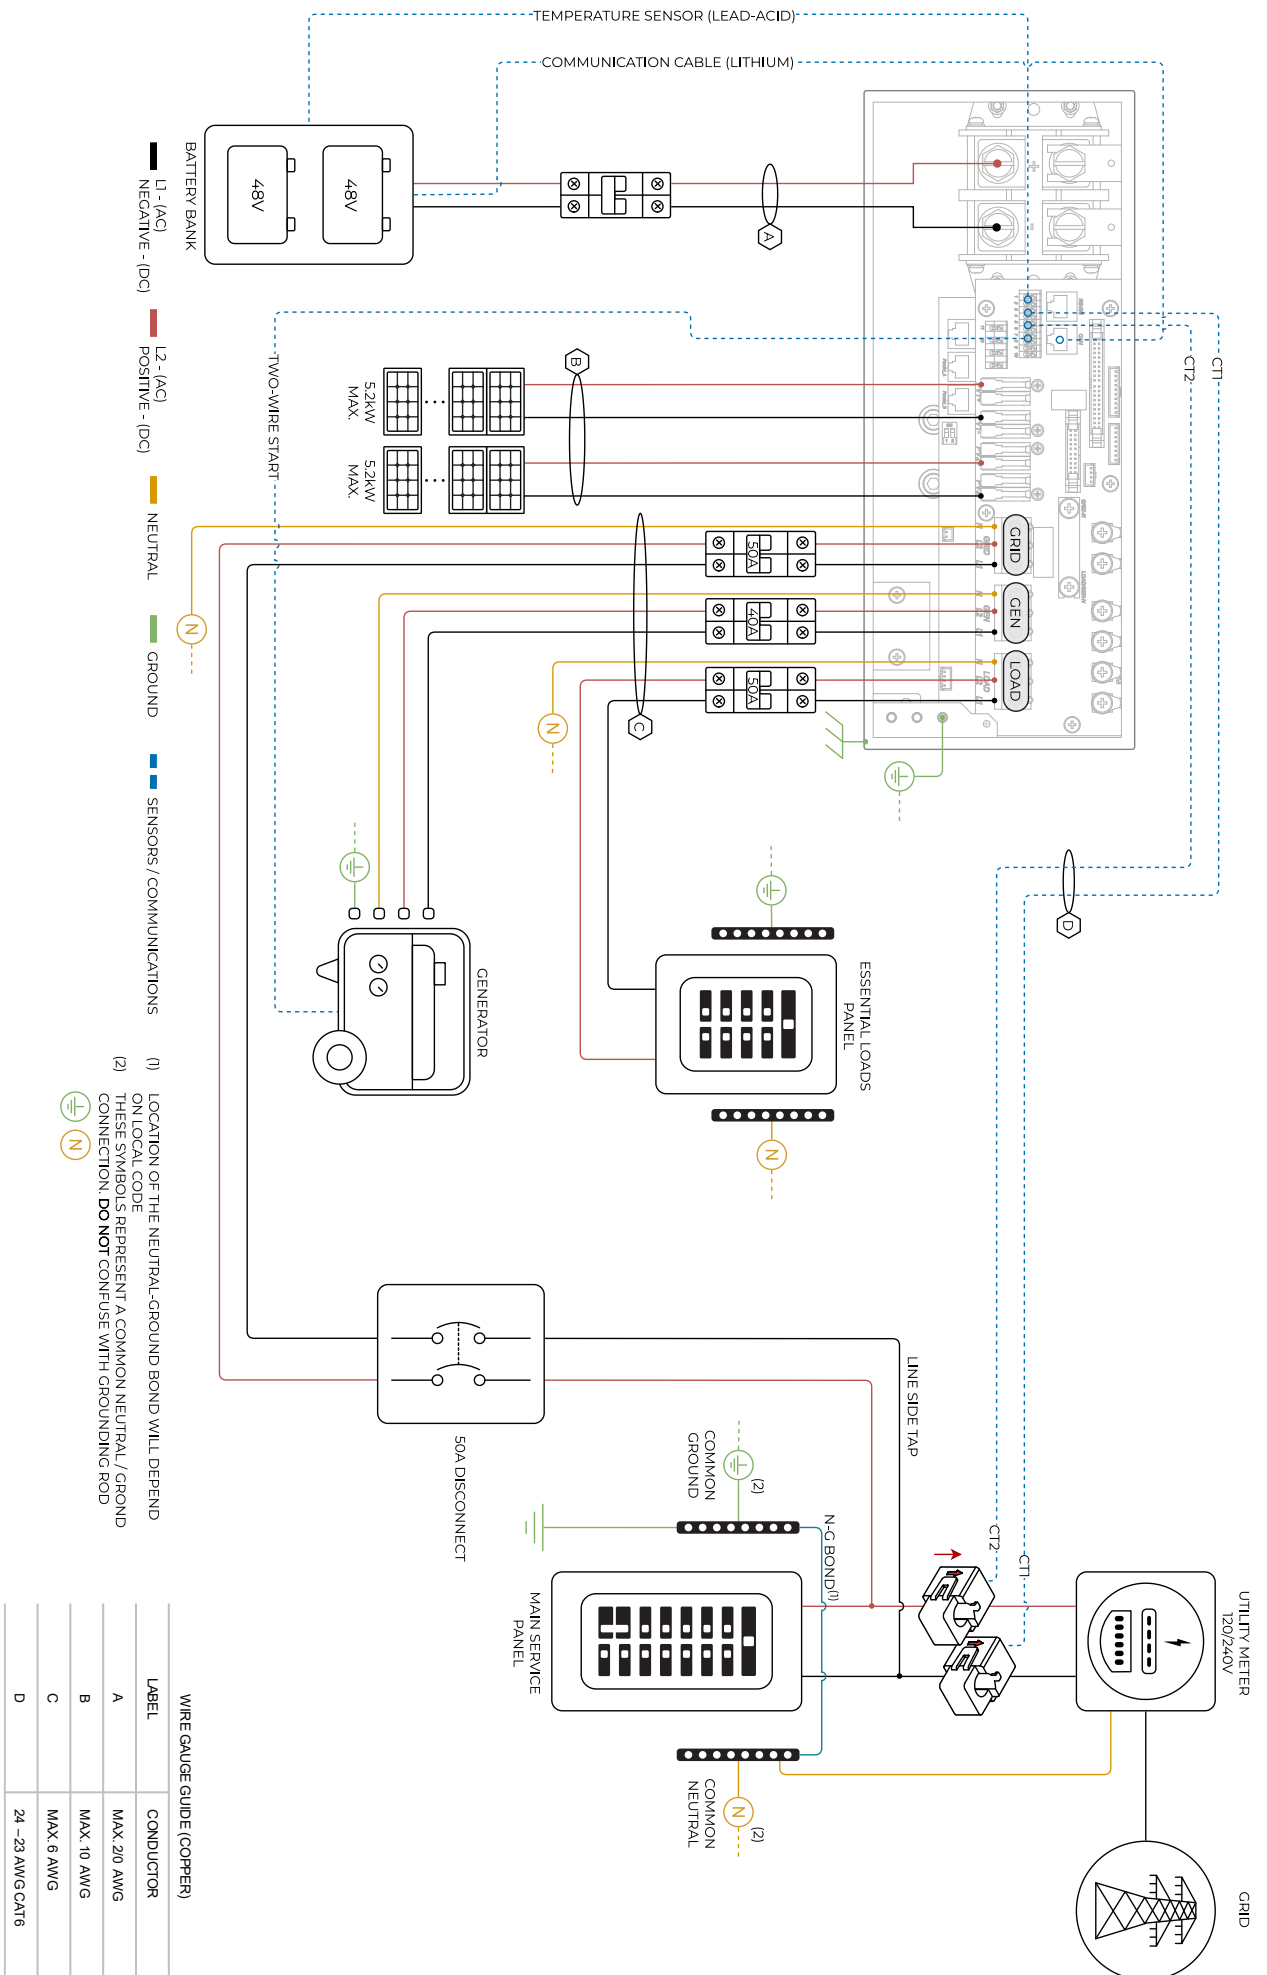 TEMPERATURE SENSOR (LEAD-ACID)
COMMUNICATION CABLE (LITHIUM)
BATTERY BANK
48V
48V
A
CT1
CT2
TWO-WIRE START
B
5.2kW
MAX.
5.2kW
MAX.
GRID
GEN
LOAD
50A
40A
50A
C
N
N
D
ESSENTIAL LOADS
PANEL
N
GENERATOR
50A DISCONNECT
LINE SIDE TAP
COMMON
GROUND
(2)
N-G BOND(1)
CT2
CT1
MAIN SERVICE
PANEL
COMMON
NEUTRAL
N
(2)
UTILITY METER
120/240V
GRID
L1 - (AC)
NEGATIVE - (DC)
L2 - (AC)
POSITIVE - (DC)
NEUTRAL
GROUND
SENSORS / COMMUNICATIONS
(1) LOCATION OF THE NEUTRAL-GROUND BOND WILL DEPEND
ON LOCAL CODE
(2) THESE SYMBOLS REPRESENT A COMMON NEUTRAL / GROND
CONNECTION. DO NOT CONFUSE WITH GROUNDING ROD
N
WIRE GAUGE GUIDE (COPPER)
LABEL CONDUCTOR
A MAX. 2/0 AWG
B MAX. 10 AWG
C MAX. 6 AWG
D 24 – 23 AWG CAT6